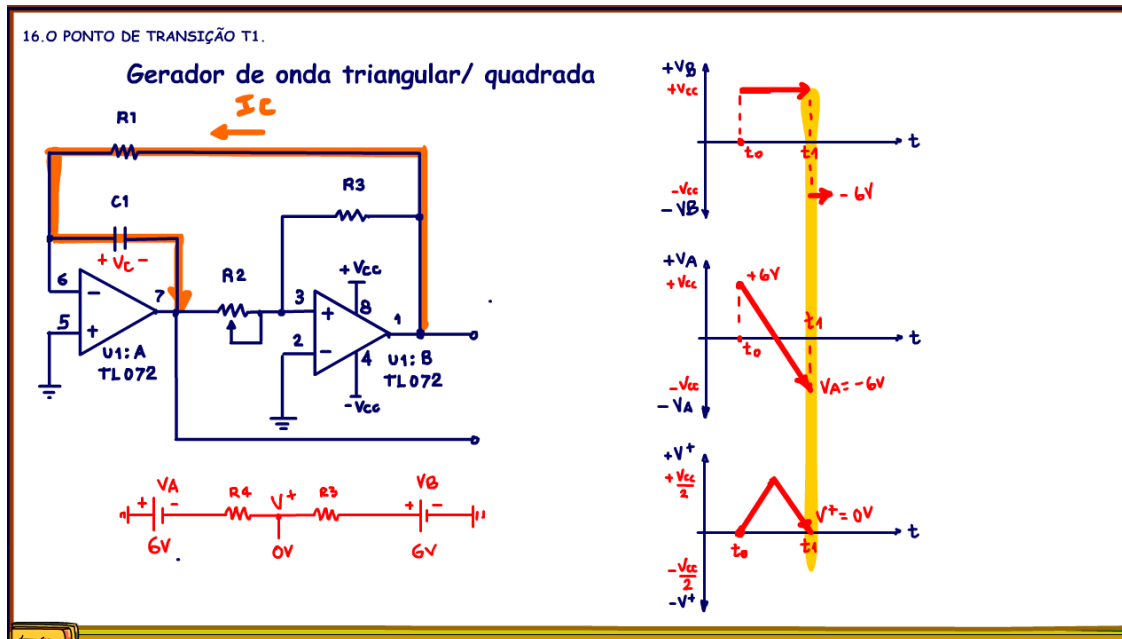 16.O PONTO DE TRANSIÇÃO T1.
Gerador de onda triangular/ quadrada
Ic
R1
R3
C1
+ Vc -
R2
+Vcc
6
-
7
3
+
8
1
5
+
2
-
4
U1:A
TL072
U1:B
TL072
-Vcc
VA
R4
V+
R3
VB
+ -
+ -
6V
0V
6V
+VB
+Vcc
t0
t1
t
-Vcc
-VB
-6V
+VA
+Vcc
+6V
t1
t0
t
-Vcc
-VA
VA=-6V
+V+
+Vcc/2
V+=0V
t0
t1
t
-Vcc/2
-V+